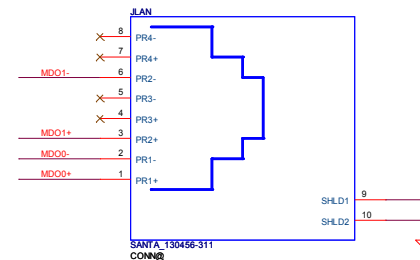 JLAN
8 PR4-
7 PR4+
MDO1- 6 PR2-
5 PR3-
4 PR3+
MDO1+ 3 PR2+
MDO0- 2 PR1-
MDO0+ 1 PR1+
SHLD1 9
SHLD2 10
SANTA_130456-311
CONN@